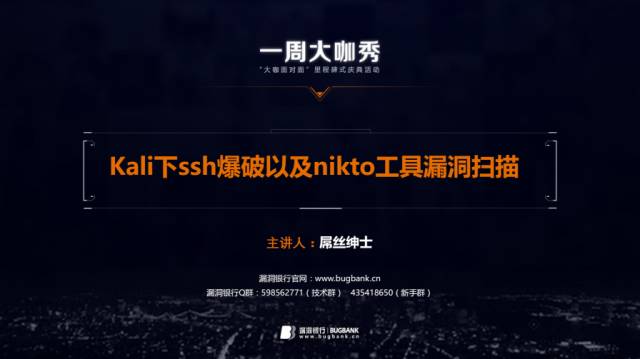 一周大咖秀
"大咖面对面"里程碑式庆典活动
Kali下ssh爆破以及nikto工具漏洞扫描
主讲人：屌丝绅士
漏洞银行官网：www.bugbank.cn
漏洞银行Q群：598562771（技术群） 435418650（新手群）
漏洞银行 | BUGBANK
www.bugbank.cn